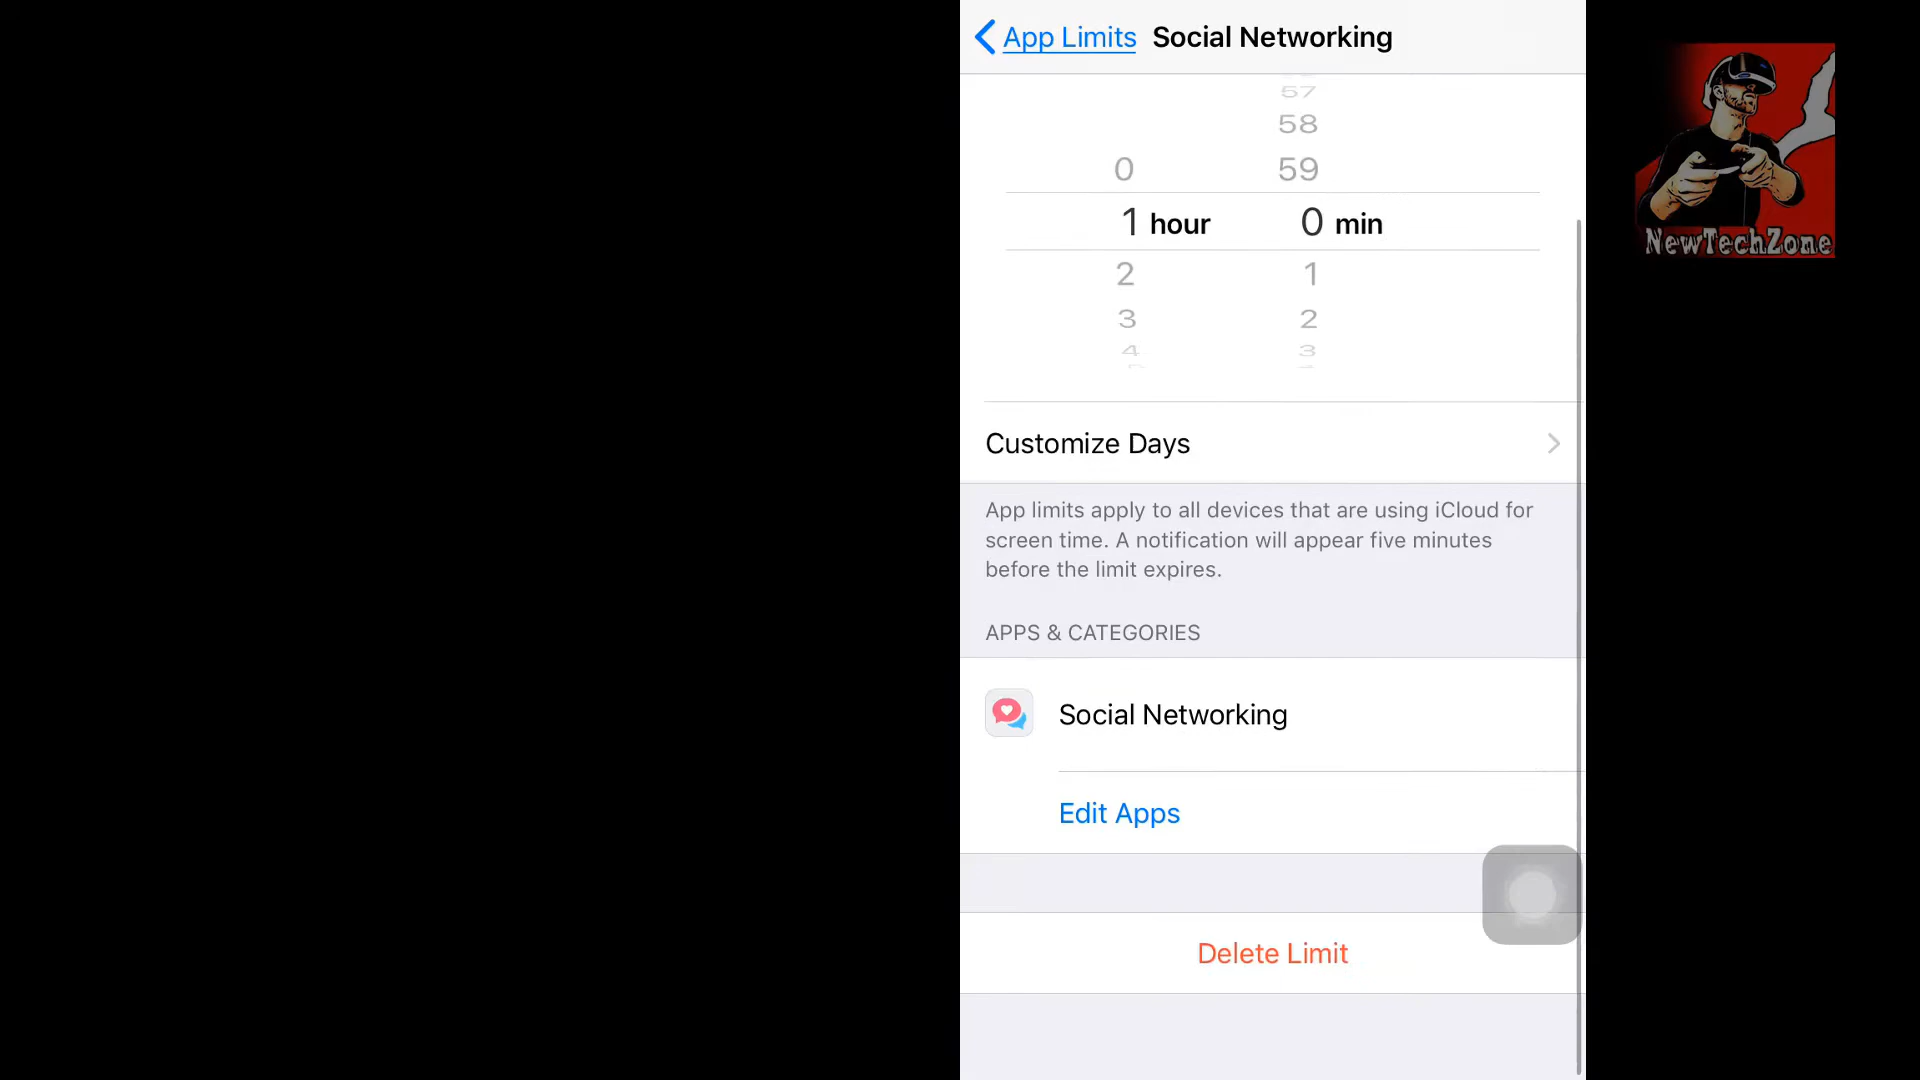 App Limits Social Networking
57
58
0 59
1 hour 0 min
2 1
3 2
4 3
Customize Days
App limits apply to all devices that are using iCloud for
screen time. A notification will appear five minutes
before the limit expires.
APPS & CATEGORIES
Social Networking
Edit Apps
Delete Limit
NewTechZone